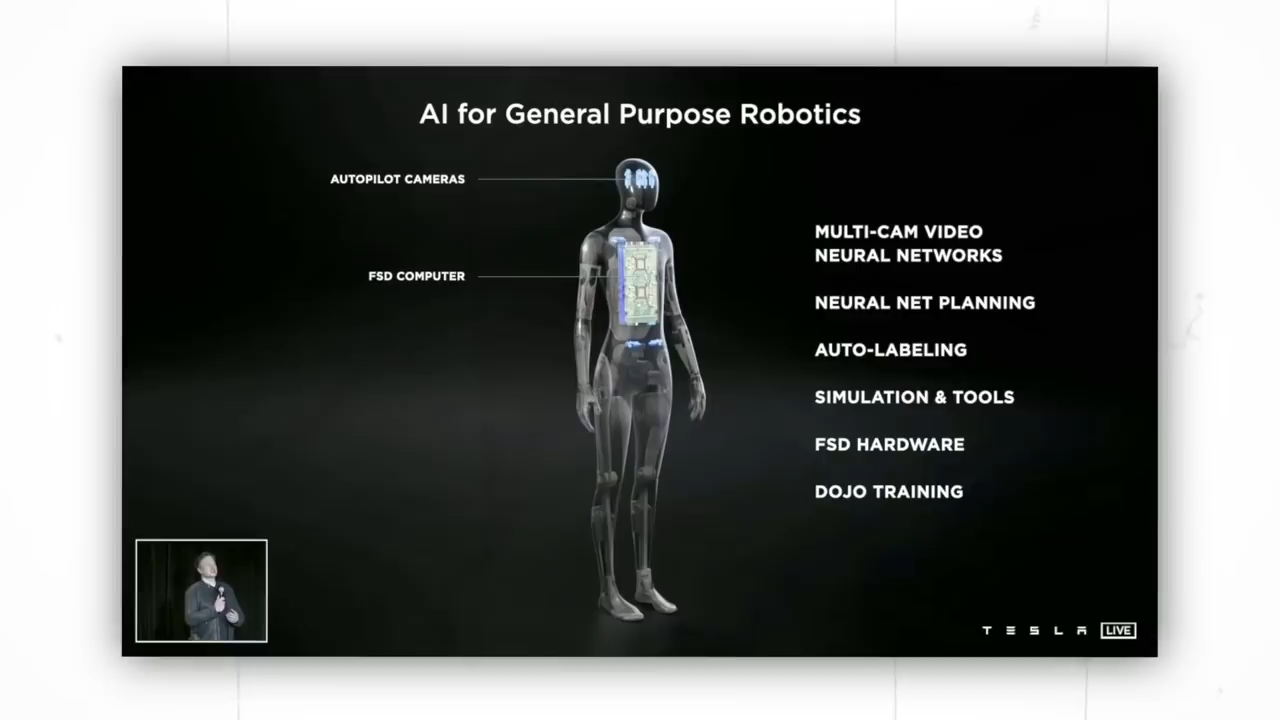 AI for General Purpose Robotics
AUTOPILOT CAMERAS
FSD COMPUTER
MULTI-CAM VIDEO
NEURAL NETWORKS
NEURAL NET PLANNING
AUTO-LABELING
SIMULATION & TOOLS
FSD HARDWARE
DOJO TRAINING
TESLA LIVE